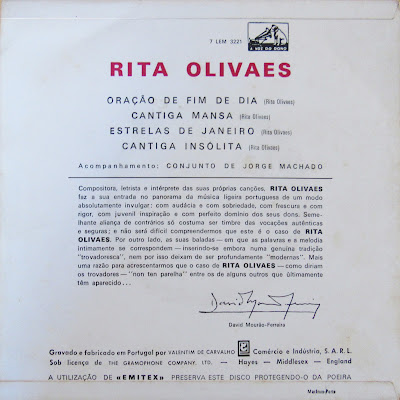 7 LEM 3221
A VOZ DO DONO
RITA OLIVAES
ORAÇÃO DE FIM DE DIA (Rita Olivaes)
CANTIGA MANSA (Rita Olivaes)
ESTRELAS DE JANEIRO (Rita Olivaes)
CANTIGA INSÓLITA (Rita Olivaes)
Acompanhamento: CONJUNTO DE JORGE MACHADO
Compositora, letrista e intérprete das suas próprias canções, RITA OLIVAES
faz a sua entrada no panorama da música ligeira portuguesa de um modo
absolutamente invulgar: com audácia e com sobriedade, com frescura e com
rigor, com juvenil inspiração e com perfeito domínio dos seus dons. Seme-
lhante aliança de contrários só costuma ser timbre das vocações autênticas
e seguras; e não será difícil compreendermos que este é o caso de RITA
OLIVAES. Por outro lado, as suas baladas — em que as palavras e a melodia
intimamente se correspondem — inserindo-se embora numa genuína tradição
"trovadoresca", nem por isso deixam de ser profundamente "modernas". Mais
uma razão para acrescentarmos que o caso de RITA OLIVAES — como diriam
os trovadores — "non ten parelha" entre os de alguns outros que ultimamente
têm aparecido...
David Mourão-Ferreira
David Mourão-Ferreira
Gravado e fabricado em Portugal por VALENTIM DE CARVALHO Comércio e Indústria, S. A. R. L.
Sob licença de THE GRAMOPHONE COMPANY, LTD. — Hayes - Middlesex — England
A UTILIZAÇÃO DE «EMITEX» PRESERVA ESTE DISCO PROTEGENDO-O DA POEIRA